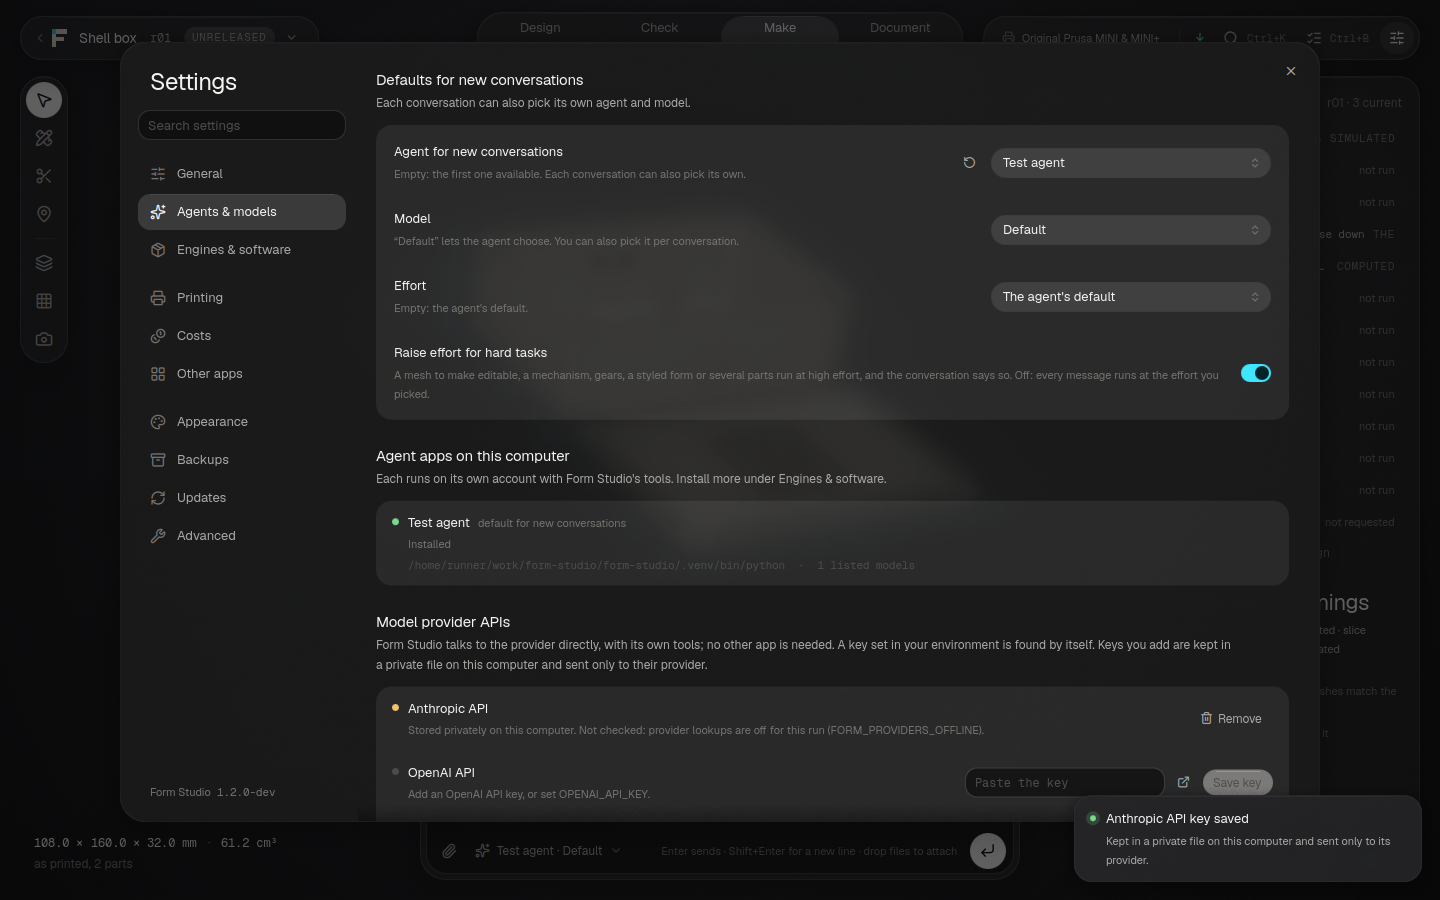 Shell box r01 UNRELEASED
Design
Check
Make
Document
Original Prusa MINI & MINI+
Ctrl+K
Ctrl+B
Settings
Search settings
General
Agents & models
Engines & software
Printing
Costs
Other apps
Appearance
Backups
Updates
Advanced
Form Studio 1.2.0-dev
Defaults for new conversations
Each conversation can also pick its own agent and model.
Agent for new conversations
Empty: the first one available. Each conversation can also pick its own.
Test agent
Model
“Default” lets the agent choose. You can also pick it per conversation.
Default
Effort
Empty: the agent's default.
The agent's default
Raise effort for hard tasks
A mesh to make editable, a mechanism, gears, a styled form or several parts run at high effort, and the conversation says so. Off: every message runs at the effort you
picked.
Agent apps on this computer
Each runs on its own account with Form Studio's tools. Install more under Engines & software.
Test agent default for new conversations
Installed
/home/runner/work/form-studio/form-studio/.venv/bin/python · 1 listed models
Model provider APIs
Form Studio talks to the provider directly, with its own tools; no other app is needed. A key set in your environment is found by itself. Keys you add are kept in
a private file on this computer and sent only to their provider.
Anthropic API
Stored privately on this computer. Not checked: provider lookups are off for this run (FORM_PROVIDERS_OFFLINE).
Remove
OpenAI API
Add an OpenAI API key, or set OPENAI_API_KEY.
Paste the key
Save key
r01 · 3 current
SIMULATED
not run
not run
se down THE
COMPUTED
not run
not run
not run
not run
not run
not run
not run
not requested
nings
ted · slice
ated
shes match the
it
108.0 × 160.0 × 32.0 mm · 61.2 cm³
as printed, 2 parts
Test agent · Default
Enter sends · Shift+Enter for a new line · drop files to attach
Anthropic API key saved
Kept in a private file on this computer and sent only to its
provider.